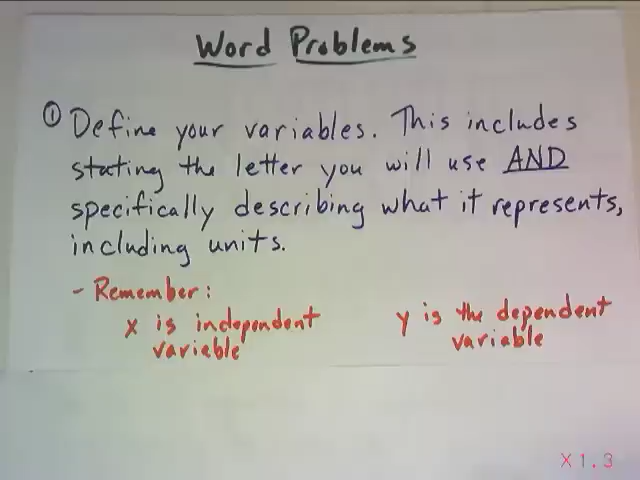 Word Problems
① Define your variables. This includes
stating the letter you will use AND
specifically describing what it represents,
including units.
- Remember:
x is independent
variable
y is the dependent
variable
X1.3